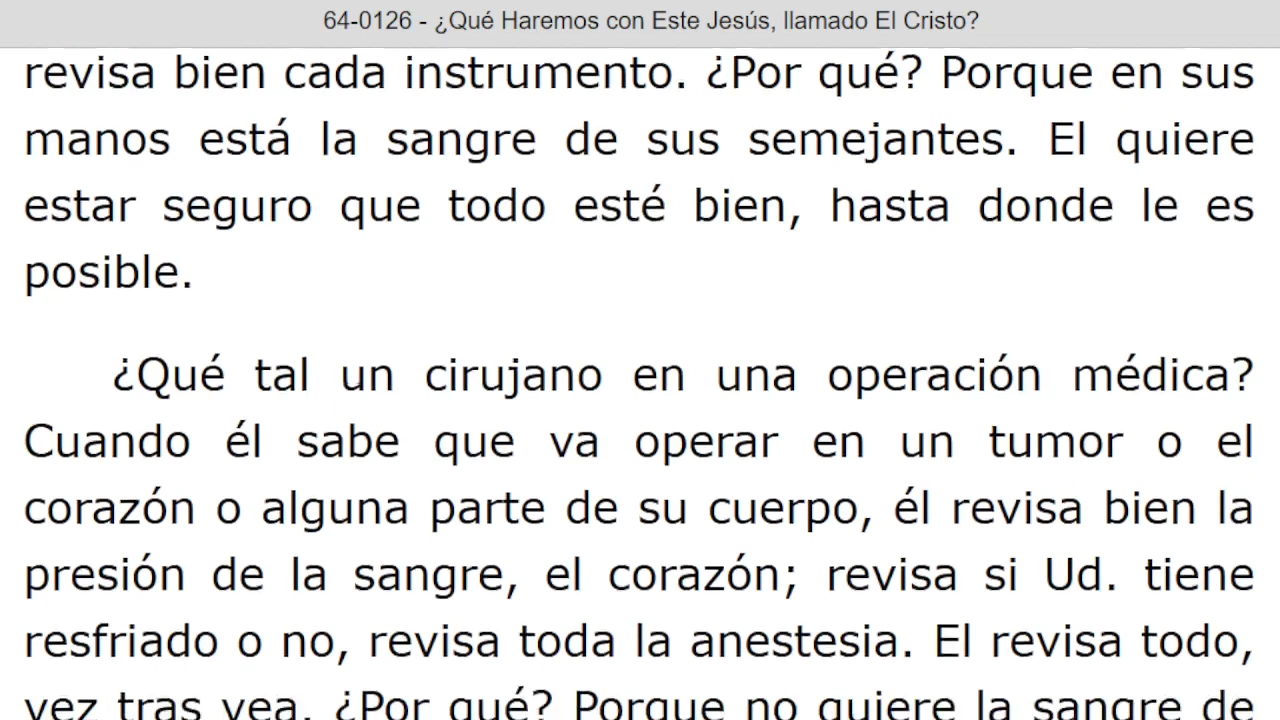 64-0126 - ¿Qué Haremos con Este Jesús, llamado El Cristo?
revisa bien cada instrumento. ¿Por qué? Porque en sus
manos está la sangre de sus semejantes. El quiere
estar seguro que todo esté bien, hasta donde le es
posible.
¿Qué tal un cirujano en una operación médica?
Cuando él sabe que va operar en un tumor o el
corazón o alguna parte de su cuerpo, él revisa bien la
presión de la sangre, el corazón; revisa si Ud. tiene
resfriado o no, revisa toda la anestesia. El revisa todo,
vez tras vea. ¿Por qué? Porque no quiere la sangre de